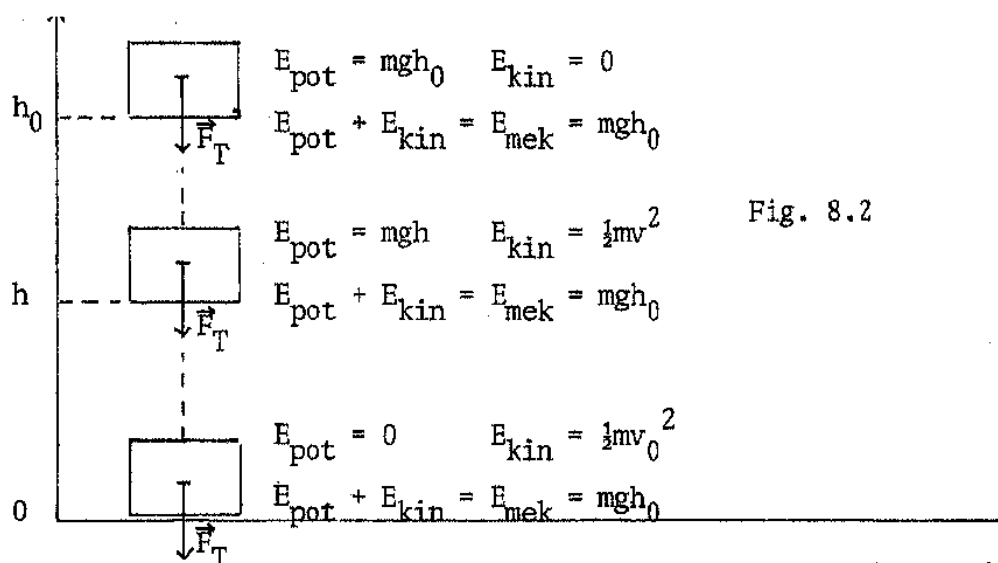 E_pot = mgh_0 E_kin = 0
h_0 E_pot + E_kin = E_mek = mgh_0
F_T
E_pot = mgh E_kin = ½mv^2 Fig. 8.2
h E_pot + E_kin = E_mek = mgh_0
F_T
E_pot = 0 E_kin = ½mv_0^2
0 E_pot + E_kin = E_mek = mgh_0
F_T